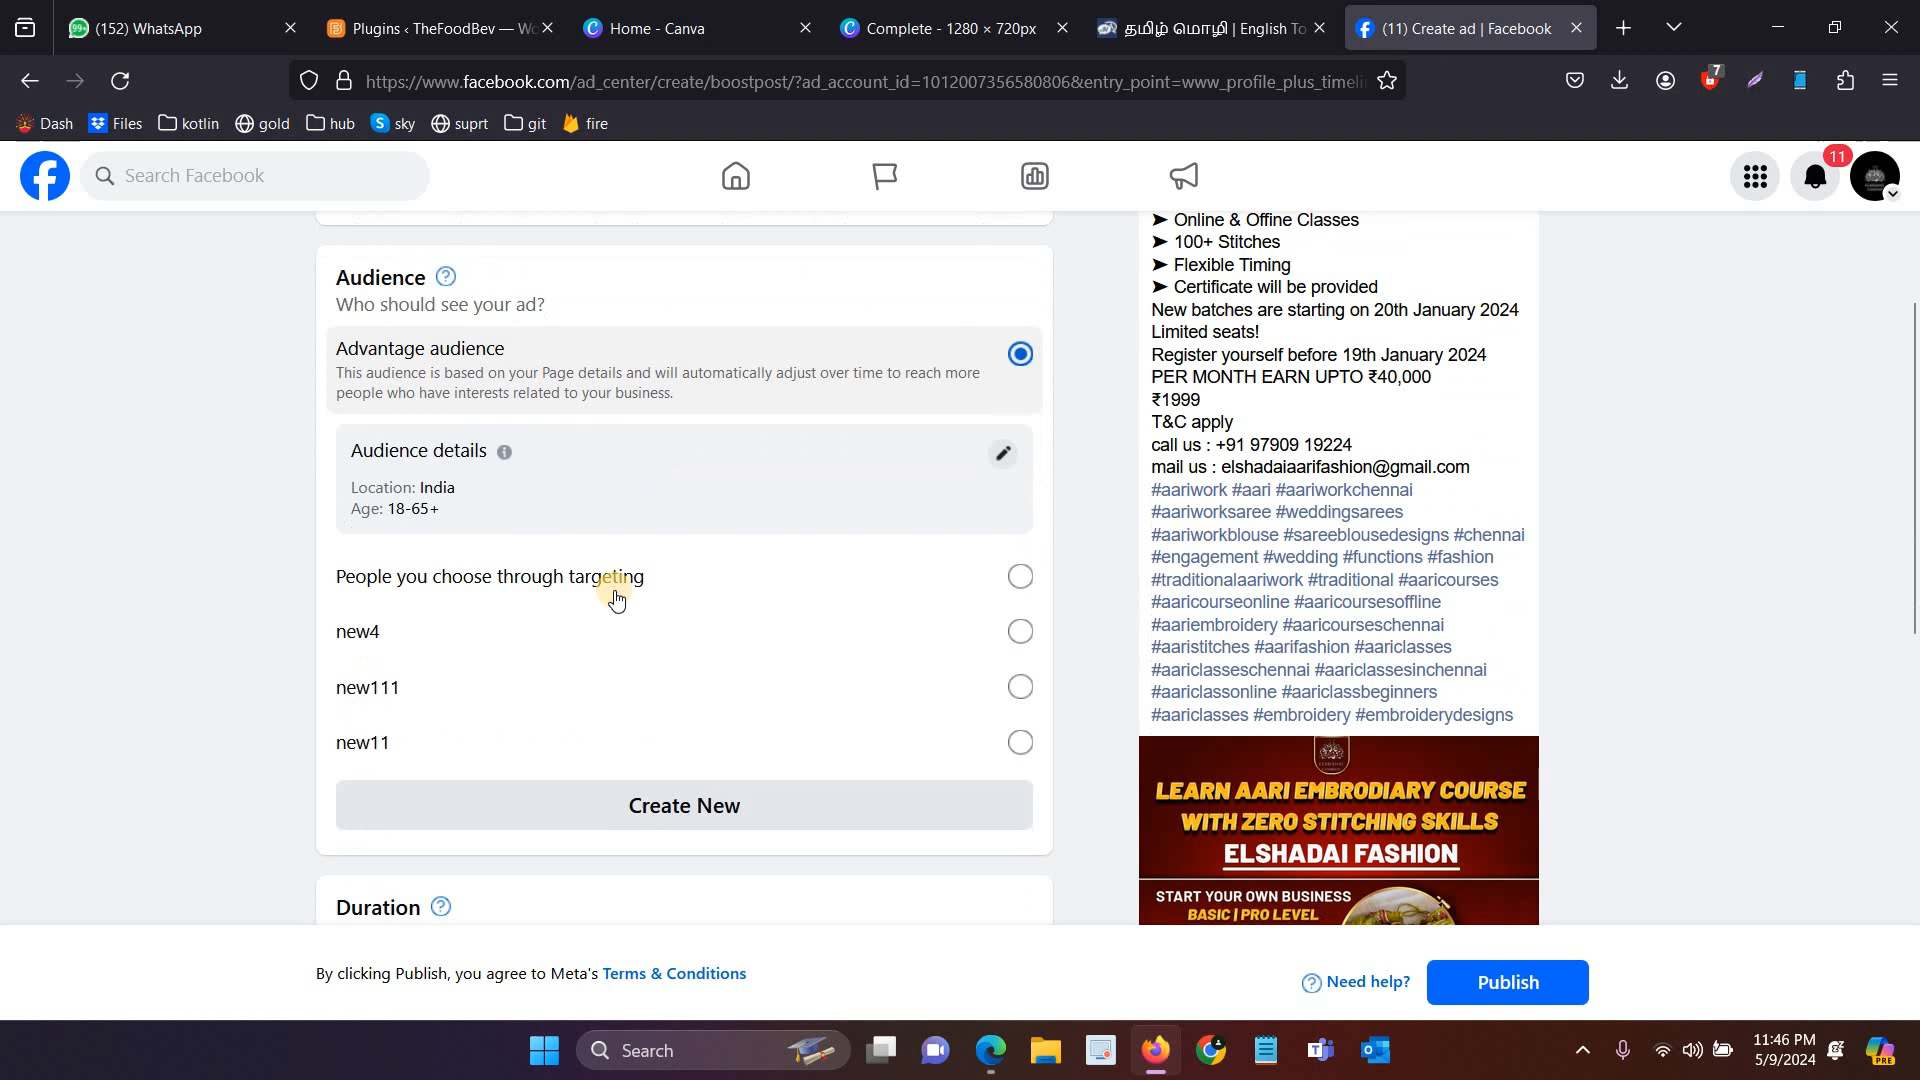 (152) WhatsApp
Plugins ‹ TheFoodBev — Wo
Home - Canva
Complete - 1280 × 720px
தமிழ் மொழி | English To
(11) Create ad | Facebook
https://www.facebook.com/ad_center/create/boostpost/?ad_account_id=1012007356580806&entry_point=www_profile_plus_timeli
7
Dash
Files
kotlin
gold
hub
sky
suprt
git
fire
Search Facebook
11
Audience
Who should see your ad?
Advantage audience
This audience is based on your Page details and will automatically adjust over time to reach more
people who have interests related to your business.
Audience details
Location: India
Age: 18-65+
People you choose through targeting
new4
new111
new11
Create New
Duration
➤ Online & Offine Classes
➤ 100+ Stitches
➤ Flexible Timing
➤ Certificate will be provided
New batches are starting on 20th January 2024
Limited seats!
Register yourself before 19th January 2024
PER MONTH EARN UPTO ₹40,000
₹1999
T&C apply
call us : +91 97909 19224
mail us : elshadaiaarifashion@gmail.com
#aariwork #aari #aariworkchennai
#aariworksaree #weddingsarees
#aariworkblouse #sareeblousedesigns #chennai
#engagement #wedding #functions #fashion
#traditionalaariwork #traditional #aaricourses
#aaricourseonline #aaricoursesoffline
#aariembroidery #aaricourseschennai
#aaristitches #aarifashion #aariclasses
#aariclasseschennai #aariclassesinchennai
#aariclassonline #aariclassbeginners
#aariclasses #embroidery #embroiderydesigns
LEARN AARI EMBRODIARY COURSE
WITH ZERO STITCHING SKILLS
ELSHADAI FASHION
START YOUR OWN BUSINESS
BASIC | PRO LEVEL
By clicking Publish, you agree to Meta's Terms & Conditions
Need help?
Publish
Search
11:46 PM
5/9/2024